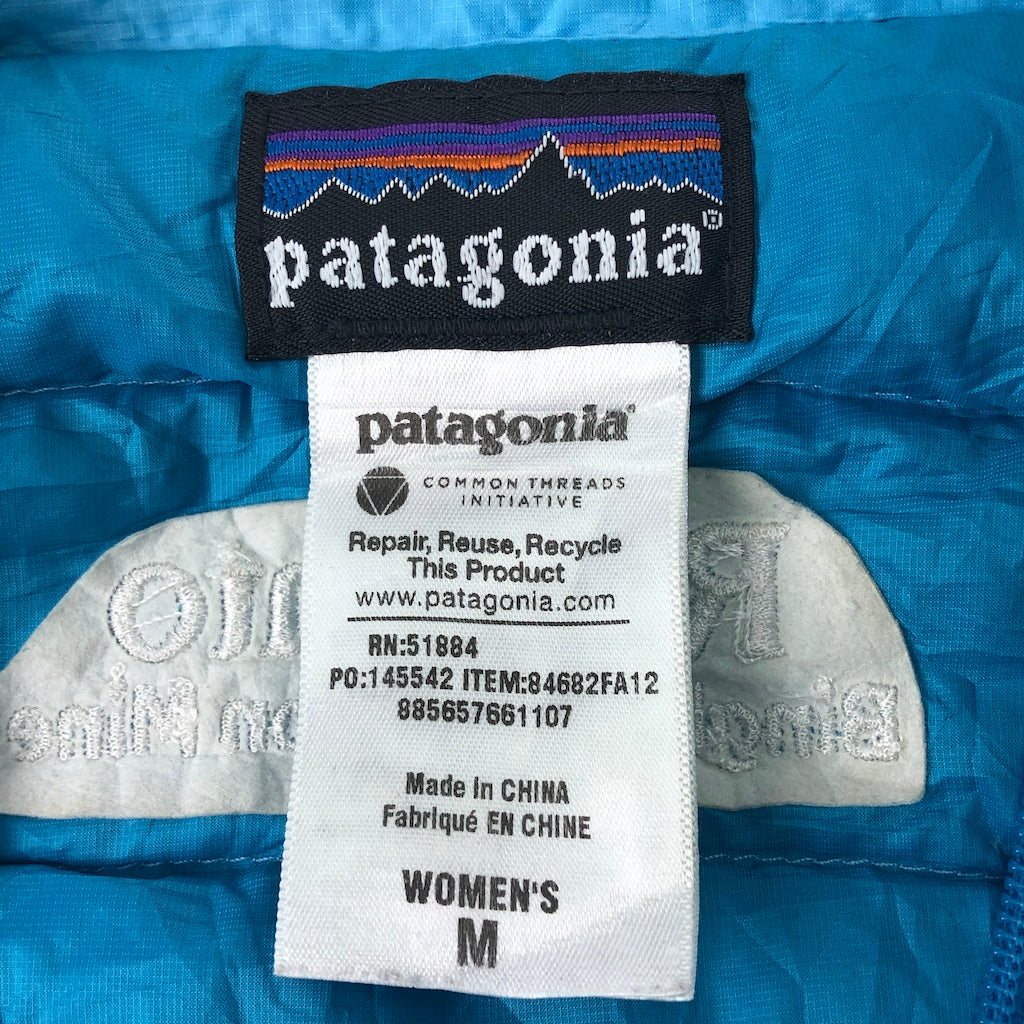 patagonia®
patagonia®
COMMON THREADS
INITIATIVE
Repair, Reuse, Recycle
This Product
www.patagonia.com
RN:51884
PO:145542 ITEM:84682FA12
885657661107
Made in CHINA
Fabriqué EN CHINE
WOMEN'S
M